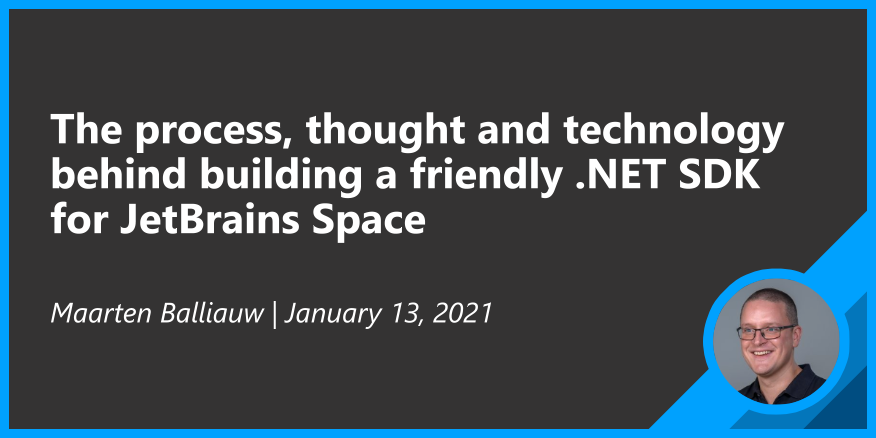 The process, thought and technology
behind building a friendly .NET SDK
for JetBrains Space
Maarten Balliauw | January 13, 2021